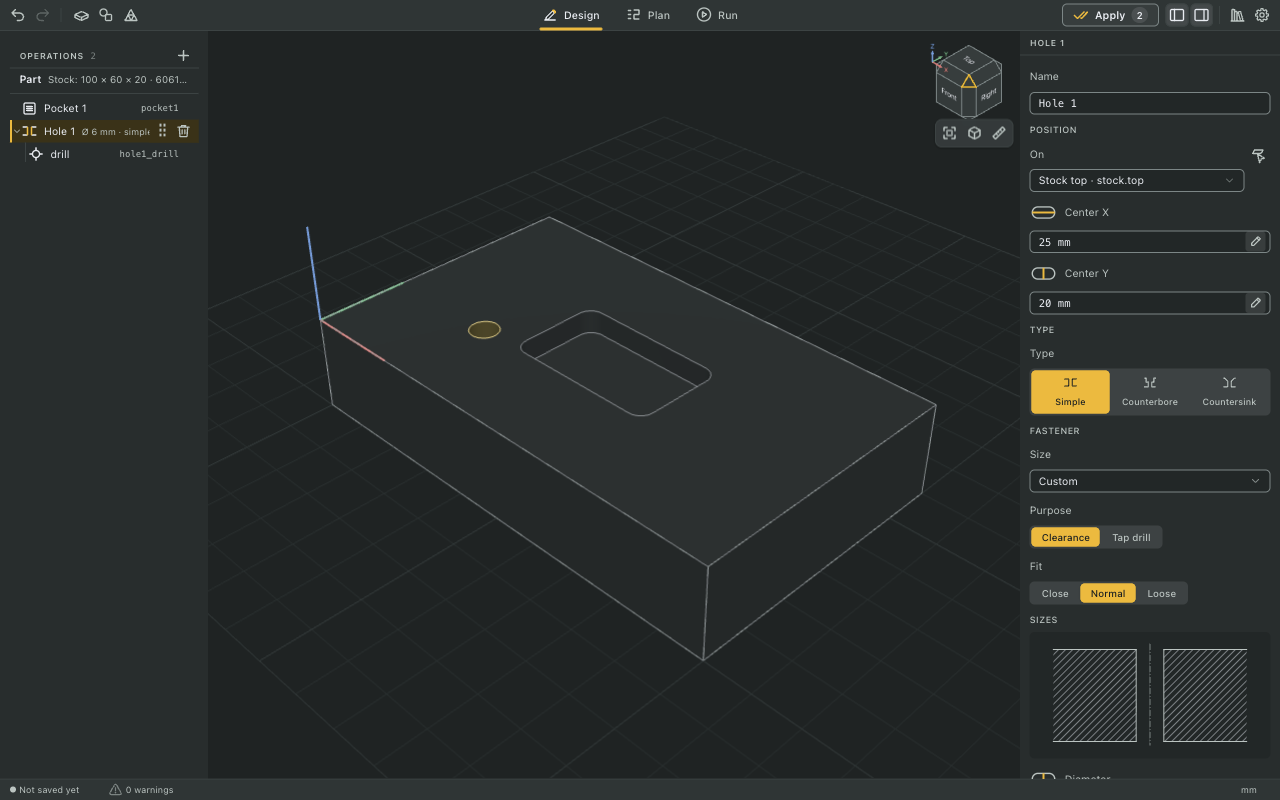 Design
Plan
Run
Apply 2
OPERATIONS 2
Part Stock: 100 × 60 × 20 · 6061...
Pocket 1 pocket1
Hole 1 Ø 6 mm · simple
drill hole1_drill
Z
Y
X
Top
Front
Right
HOLE 1
Name
Hole 1
POSITION
On
Stock top · stock.top
Center X
25 mm
Center Y
20 mm
TYPE
Type
Simple Counterbore Countersink
FASTENER
Size
Custom
Purpose
Clearance Tap drill
Fit
Close Normal Loose
SIZES
Diameter
Not saved yet
0 warnings
mm